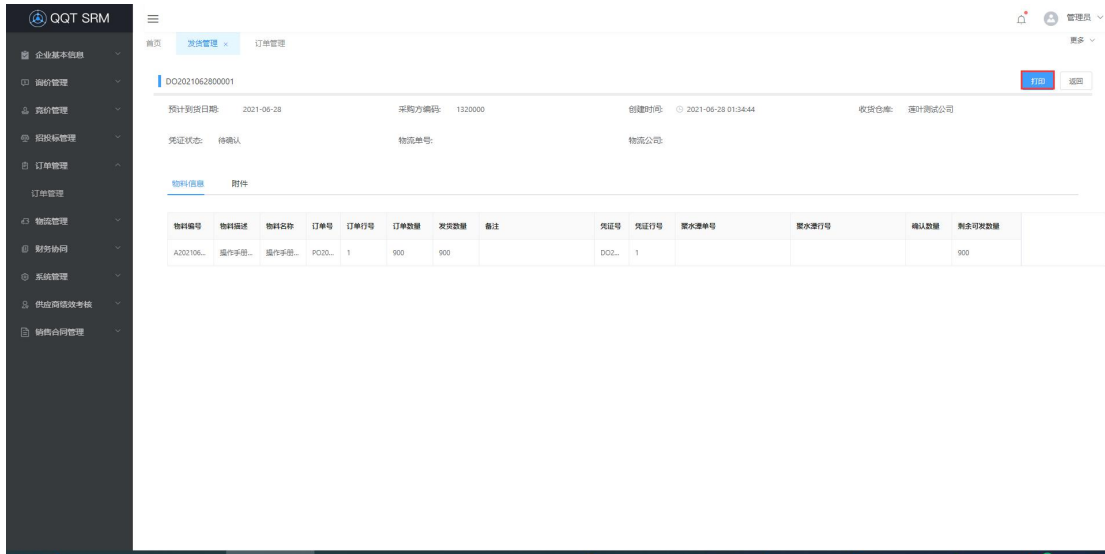 QQT SRM
管理员
首页 发货管理 × 订单管理 更多
企业基本信息
询价管理
竞价管理
招投标管理
订单管理
订单管理
物流管理
财务协同
系统管理
供应商绩效考核
销售合同管理
DO2021062800001 打印 返回
预计到货日期: 2021-06-28 采购方编码: 1320000 创建时间: 2021-06-28 01:34:44 收货仓库: 莲叶测试公司
凭证状态: 待确认 物流单号: 物流公司:
物料信息 附件
物料编号 物料描述 物料名称 订单号 订单行号 订单数量 发货数量 备注 凭证号 凭证行号 聚水潭单号 聚水潭行号 确认数量 剩余可发数量
A202106... 操作手册... 操作手册... PO20... 1 900 900 DO2... 1 900